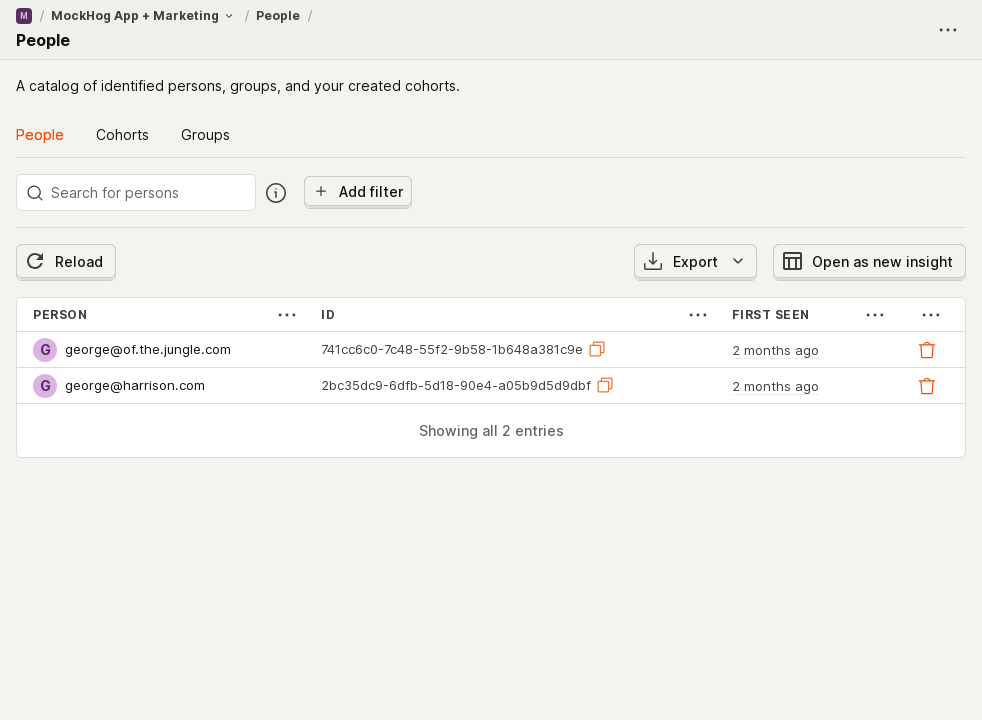 M / MockHog App + Marketing / People /
People
A catalog of identified persons, groups, and your created cohorts.
People Cohorts Groups
Search for persons Add filter
Reload Export Open as new insight
PERSON ID FIRST SEEN
G george@of.the.jungle.com 741cc6c0-7c48-55f2-9b58-1b648a381c9e 2 months ago
G george@harrison.com 2bc35dc9-6dfb-5d18-90e4-a05b9d5d9dbf 2 months ago
Showing all 2 entries